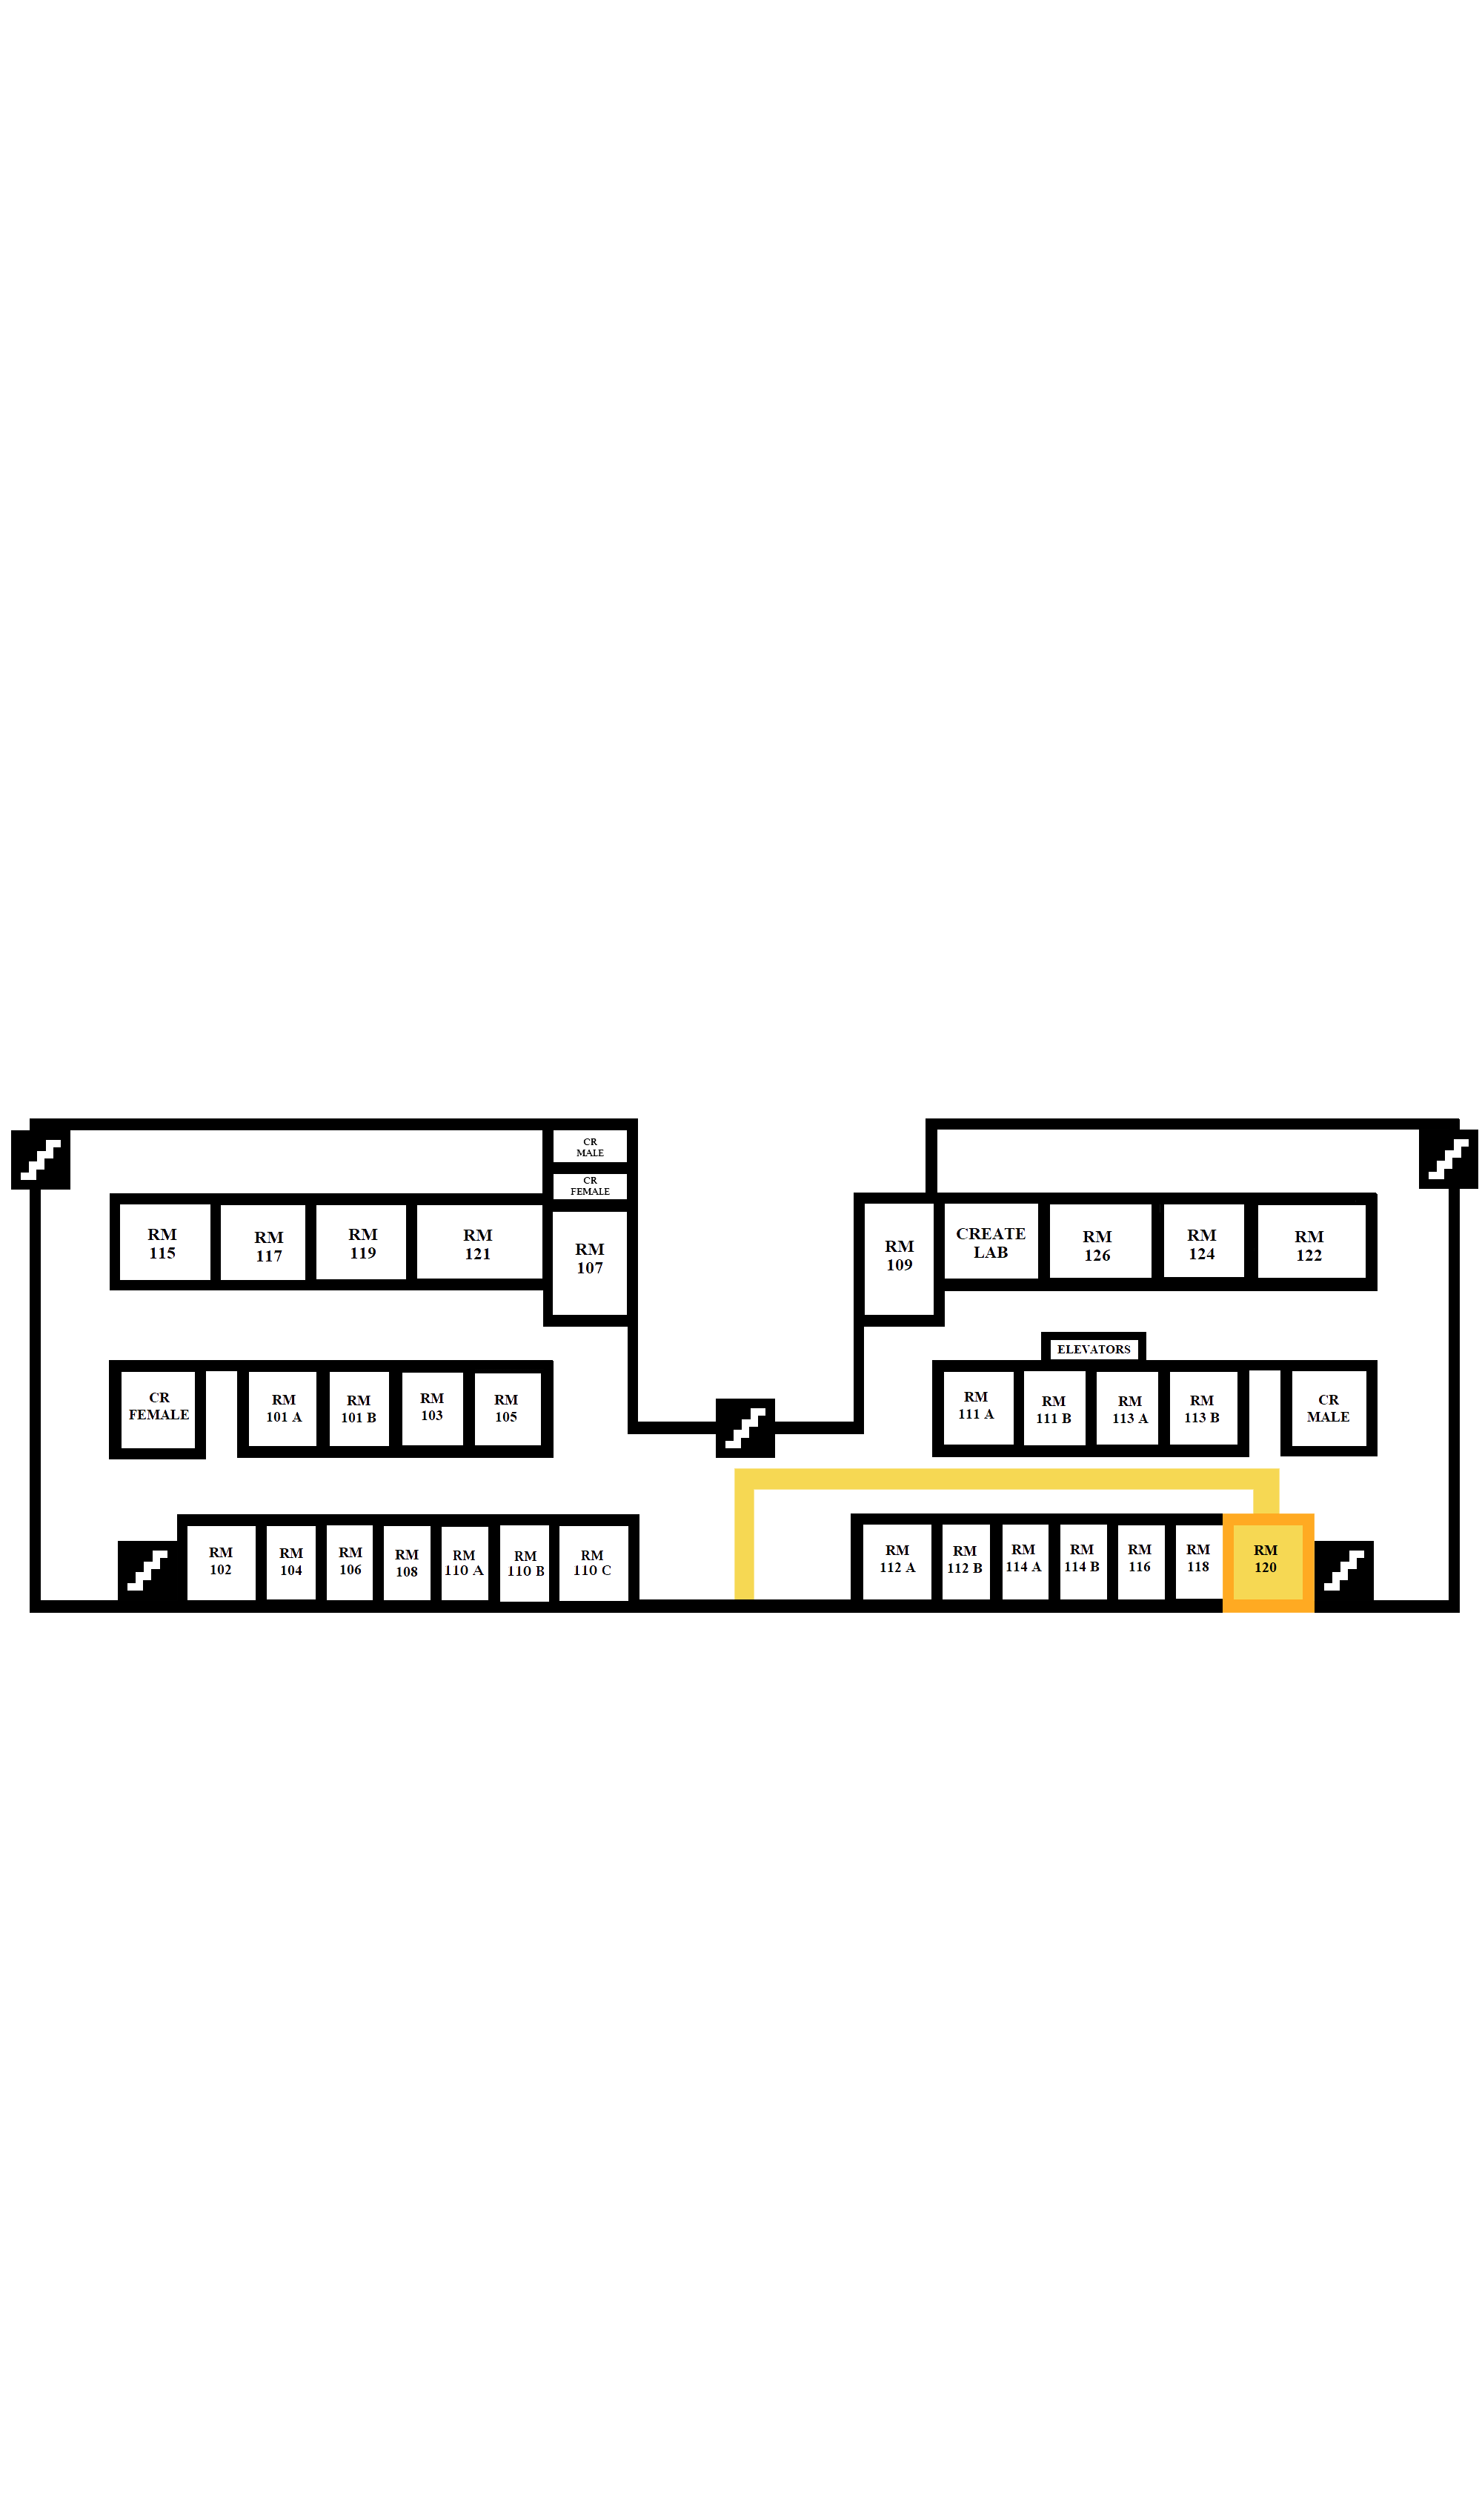 CR
MALE
CR
FEMALE
RM
115
RM
117
RM
119
RM
121
RM
107
RM
109
CREATE
LAB
RM
126
RM
124
RM
122
ELEVATORS
CR
FEMALE
RM
101 A
RM
101 B
RM
103
RM
105
RM
111 A
RM
111 B
RM
113 A
RM
113 B
CR
MALE
RM
102
RM
104
RM
106
RM
108
RM
110 A
RM
110 B
RM
110 C
RM
112 A
RM
112 B
RM
114 A
RM
114 B
RM
116
RM
118
RM
120